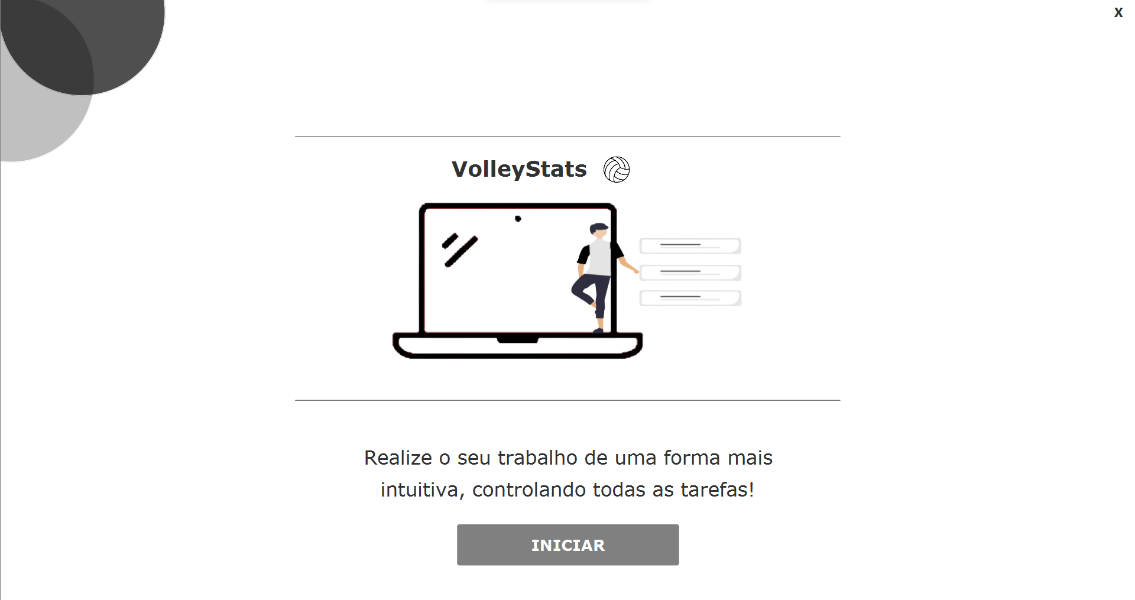 X
VolleyStats
Realize o seu trabalho de uma forma mais
intuitiva, controlando todas as tarefas!
INICIAR